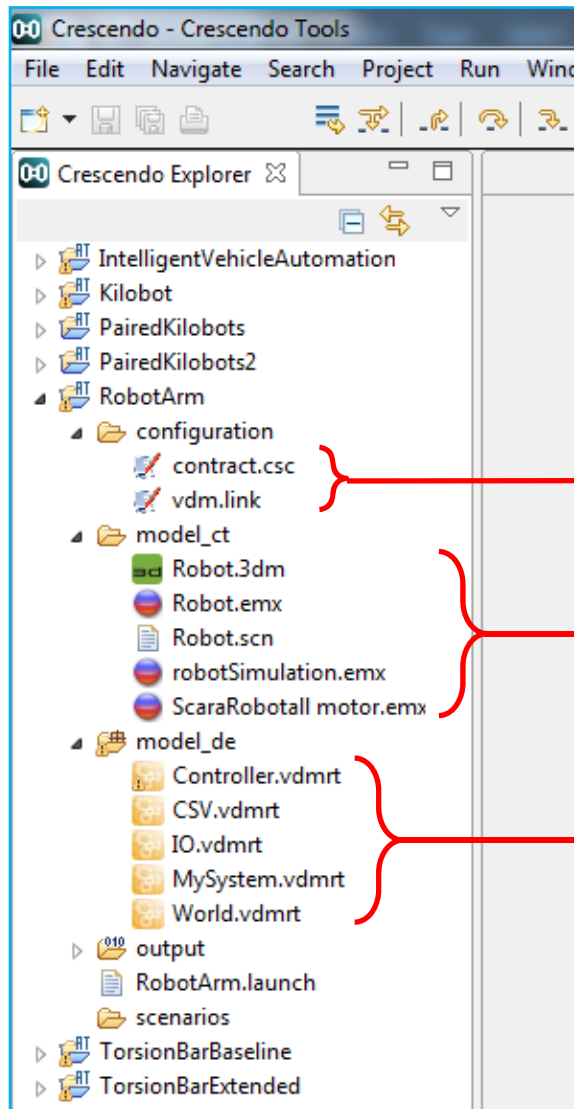 Crescendo - Crescendo Tools
File Edit Navigate Search Project Run
Crescendo Explorer
IntelligentVehicleAutomation
Kilobot
PairedKilobots
PairedKilobots2
RobotArm
configuration
contract.csc
vdm.link
model_ct
Robot.3dm
Robot.emx
Robot.scn
robotSimulation.emx
ScaraRobotall motor.emx
model_de
Controller.vdmrt
CSV.vdmrt
IO.vdmrt
MySystem.vdmrt
World.vdmrt
output
RobotArm.launch
scenarios
TorsionBarBaseline
TorsionBarExtended